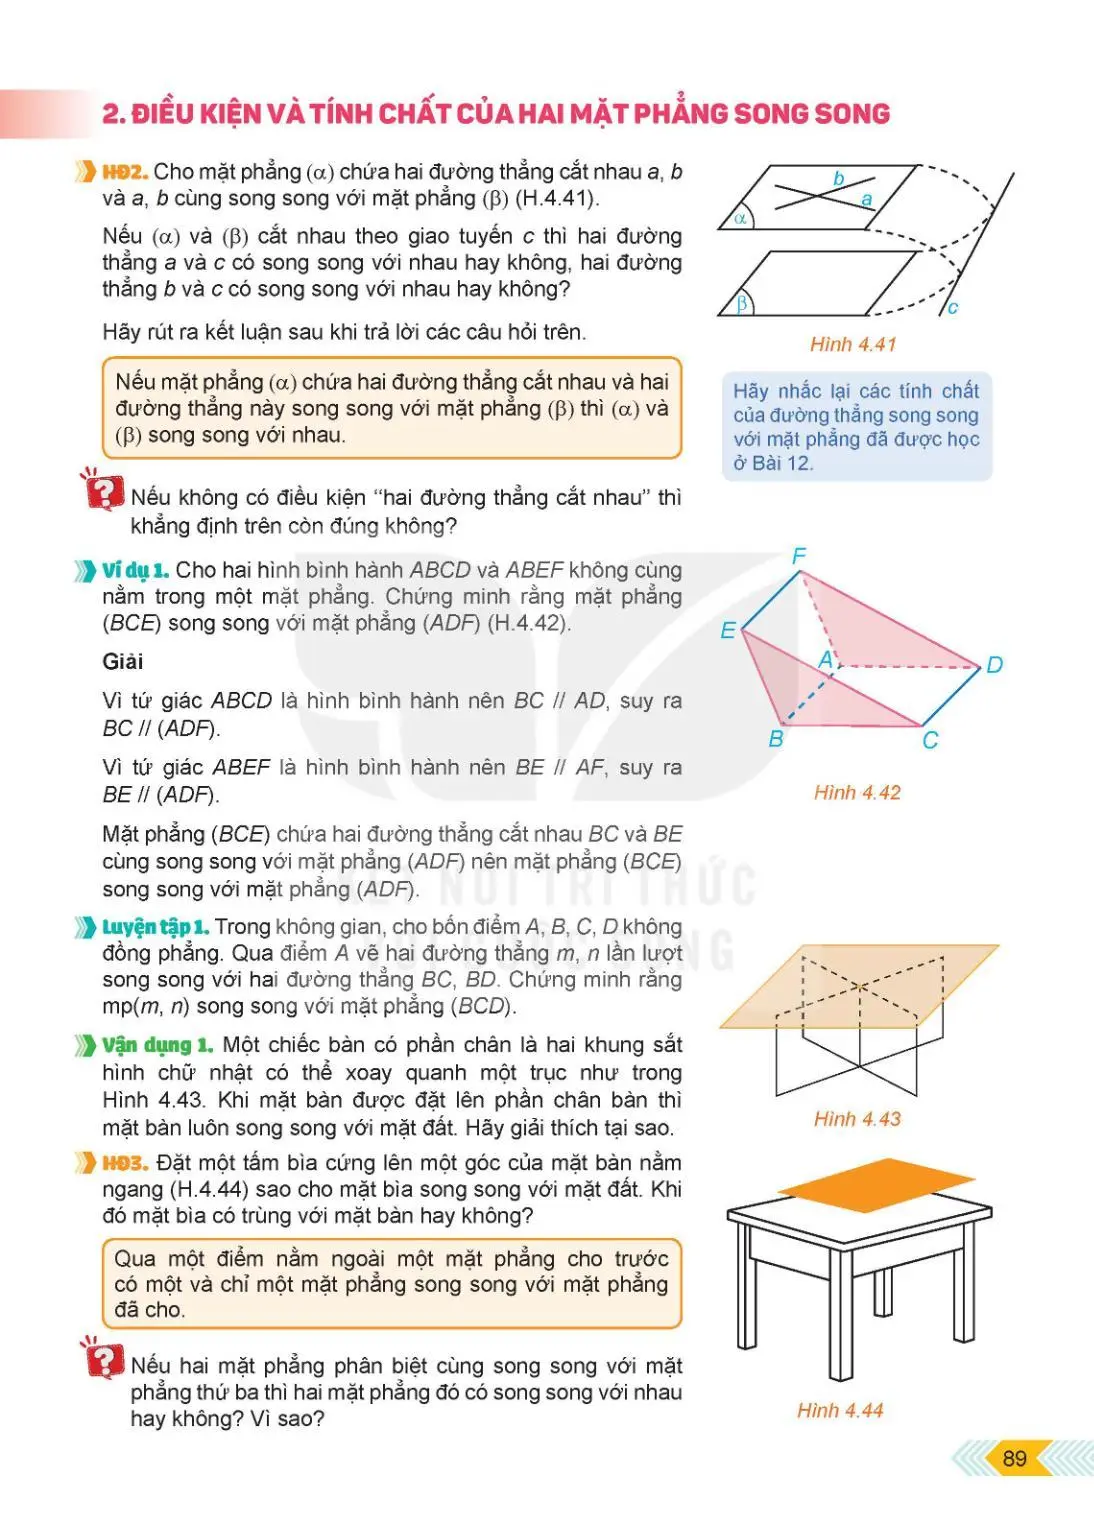 2. ĐIỀU KIỆN VÀ TÍNH CHẤT CỦA HAI MẶT PHẲNG SONG SONG
HĐ2. Cho mặt phẳng (α) chứa hai đường thẳng cắt nhau a, b
và a, b cùng song song với mặt phẳng (β) (H.4.41).
Nếu (α) và (β) cắt nhau theo giao tuyến c thì hai đường
thẳng a và c có song song với nhau hay không, hai đường
thẳng b và c có song song với nhau hay không?
Hãy rút ra kết luận sau khi trả lời các câu hỏi trên.
b
a
α
β
c
Hình 4.41
Nếu mặt phẳng (α) chứa hai đường thẳng cắt nhau và hai
đường thẳng này song song với mặt phẳng (β) thì (α) và
(β) song song với nhau.
Hãy nhắc lại các tính chất
của đường thẳng song song
với mặt phẳng đã được học
ở Bài 12.
?
Nếu không có điều kiện “hai đường thẳng cắt nhau” thì
khẳng định trên còn đúng không?
Ví dụ 1. Cho hai hình bình hành ABCD và ABEF không cùng
nằm trong một mặt phẳng. Chứng minh rằng mặt phẳng
(BCE) song song với mặt phẳng (ADF) (H.4.42).
Giải
Vì tứ giác ABCD là hình bình hành nên BC // AD, suy ra
BC // (ADF).
Vì tứ giác ABEF là hình bình hành nên BE // AF, suy ra
BE // (ADF).
Mặt phẳng (BCE) chứa hai đường thẳng cắt nhau BC và BE
cùng song song với mặt phẳng (ADF) nên mặt phẳng (BCE)
song song với mặt phẳng (ADF).
F
E
A
D
B
C
Hình 4.42
KẾT NỐI TRI THỨC
VỚI CUỘC SỐNG
Luyện tập 1. Trong không gian, cho bốn điểm A, B, C, D không
đồng phẳng. Qua điểm A vẽ hai đường thẳng m, n lần lượt
song song với hai đường thẳng BC, BD. Chứng minh rằng
mp(m, n) song song với mặt phẳng (BCD).
Vận dụng 1. Một chiếc bàn có phần chân là hai khung sắt
hình chữ nhật có thể xoay quanh một trục như trong
Hình 4.43. Khi mặt bàn được đặt lên phần chân bàn thì
mặt bàn luôn song song với mặt đất. Hãy giải thích tại sao.
Hình 4.43
HĐ3. Đặt một tấm bìa cứng lên một góc của mặt bàn nằm
ngang (H.4.44) sao cho mặt bìa song song với mặt đất. Khi
đó mặt bìa có trùng với mặt bàn hay không?
Qua một điểm nằm ngoài một mặt phẳng cho trước
có một và chỉ một mặt phẳng song song với mặt phẳng
đã cho.
?
Nếu hai mặt phẳng phân biệt cùng song song với mặt
phẳng thứ ba thì hai mặt phẳng đó có song song với nhau
hay không? Vì sao?
Hình 4.44
89